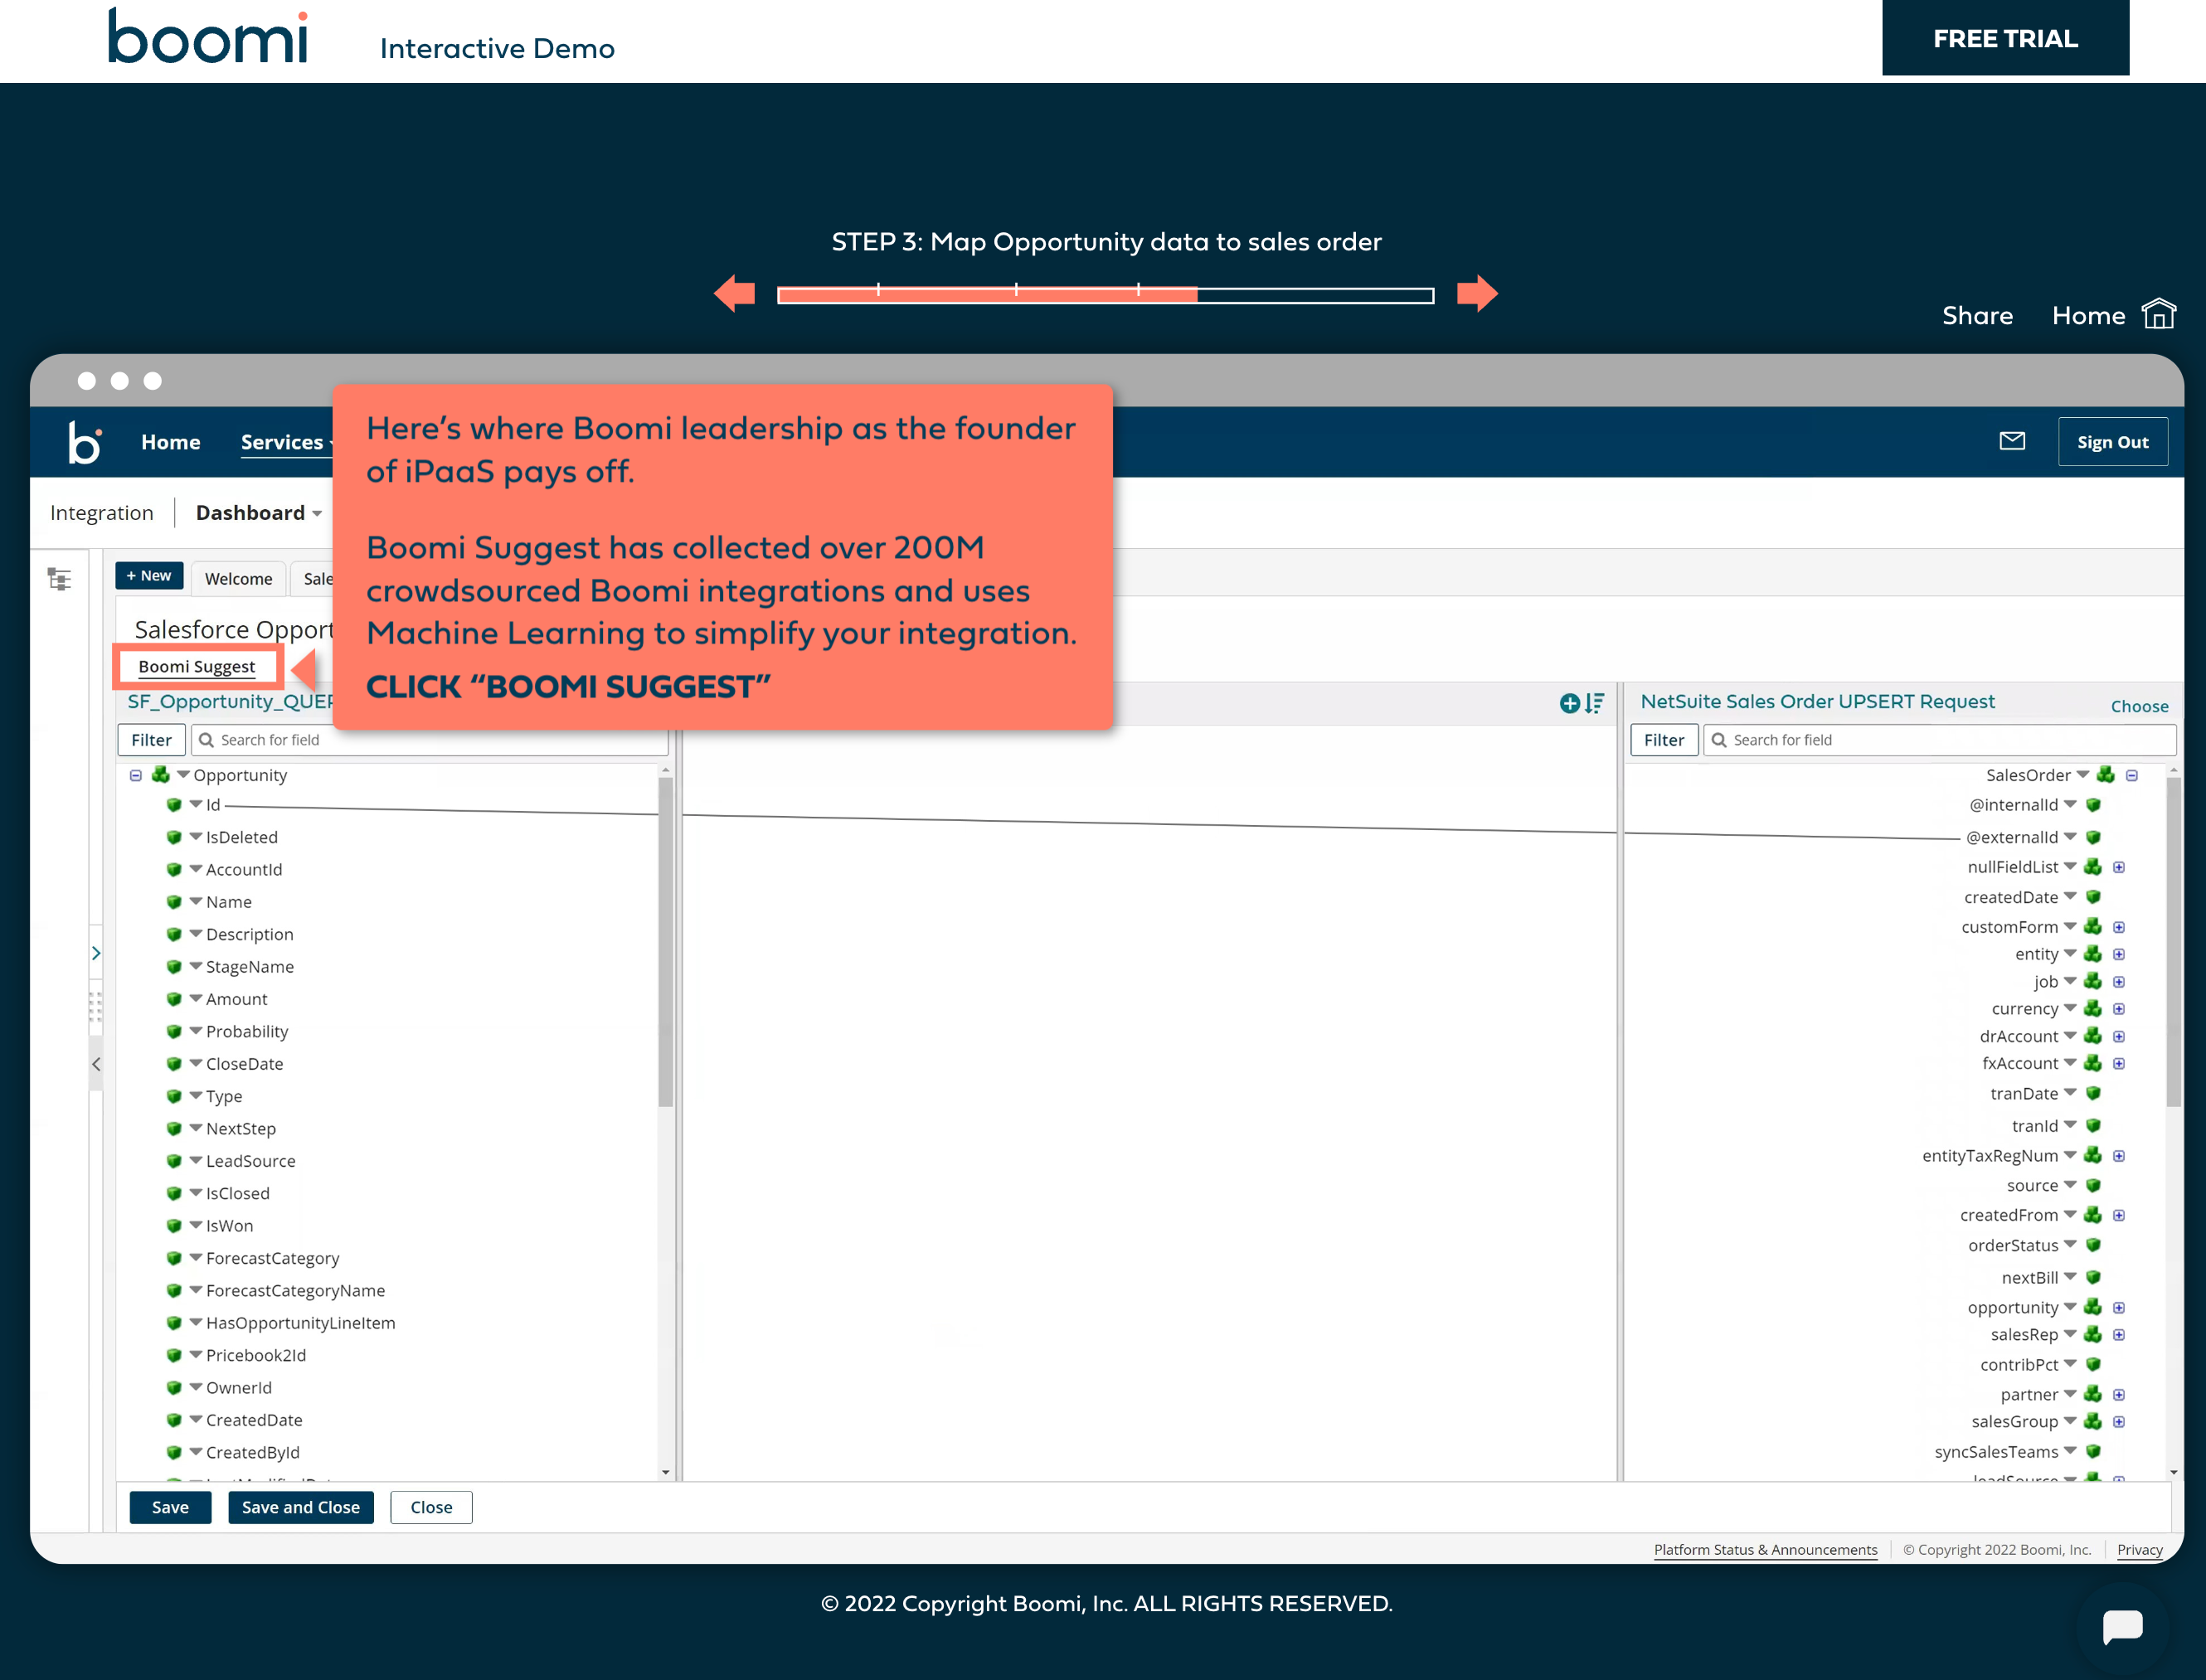 boomi
Interactive Demo
FREE TRIAL
STEP 3: Map Opportunity data to sales order
Share
Home
b
Home
Services
Sign Out
Here's where Boomi leadership as the founder
of iPaaS pays off.
Boomi Suggest has collected over 200M
crowdsourced Boomi integrations and uses
Machine Learning to simplify your integration.
CLICK “BOOMI SUGGEST”
Integration
Dashboard
+ New
Welcome
Sale
Salesforce Opport
Boomi Suggest
SF_Opportunity_QUER
NetSuite Sales Order UPSERT Request
Choose
Filter
Search for field
Filter
Search for field
Opportunity
Id
IsDeleted
AccountId
Name
Description
StageName
Amount
Probability
CloseDate
Type
NextStep
LeadSource
IsClosed
IsWon
ForecastCategory
ForecastCategoryName
HasOpportunityLineItem
Pricebook2Id
OwnerId
CreatedDate
CreatedById
SalesOrder
@internalId
@externalId
nullFieldList
createdDate
customForm
entity
job
currency
drAccount
fxAccount
tranDate
tranId
entityTaxRegNum
source
createdFrom
orderStatus
nextBill
opportunity
salesRep
contribPct
partner
salesGroup
syncSalesTeams
leadSource
Save
Save and Close
Close
Platform Status & Announcements
© Copyright 2022 Boomi, Inc.
Privacy
© 2022 Copyright Boomi, Inc. ALL RIGHTS RESERVED.